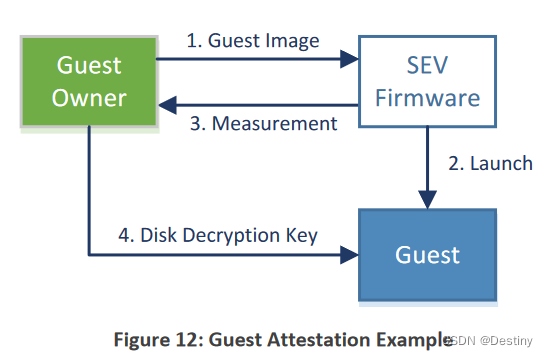 1. Guest Image
Guest
Owner
SEV
Firmware
3. Measurement
2. Launch
4. Disk Decryption Key
Guest
Figure 12: Guest Attestation Example
CSDN @Destiny